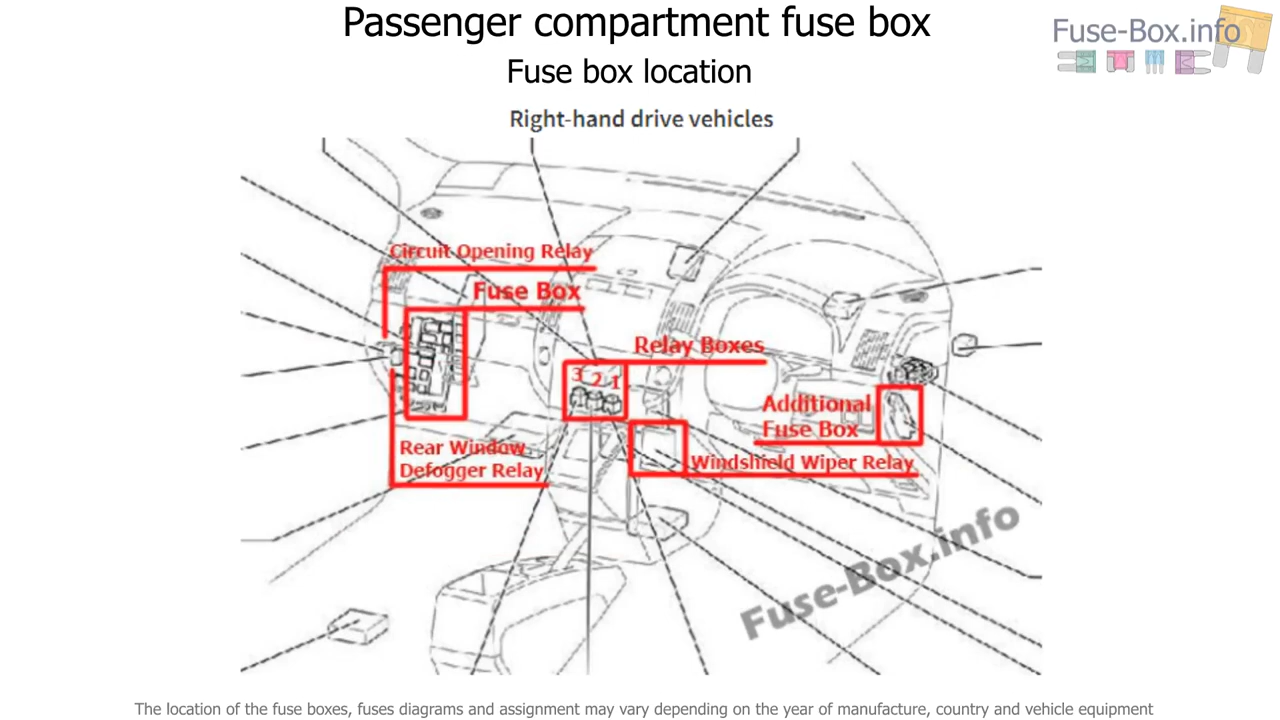 Passenger compartment fuse box
Fuse-Box.info
Fuse box location
Right-hand drive vehicles
Circuit Opening Relay
Fuse Box
Relay Boxes
3 2 1
Additional
Fuse Box
Rear Window
Defogger Relay
Windshield Wiper Relay
Fuse-Box.info
The location of the fuse boxes, fuses diagrams and assignment may vary depending on the year of manufacture, country and vehicle equipment